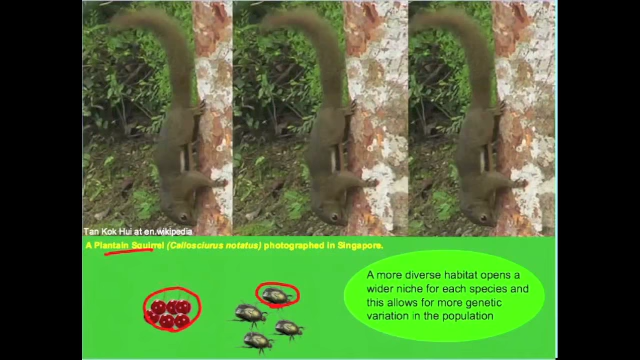 Tan Kok Hui at en.wikipedia
A Plantain Squirrel (Callosciurus notatus) photographed in Singapore.
A more diverse habitat opens a
wider niche for each species and
this allows for more genetic
variation in the population